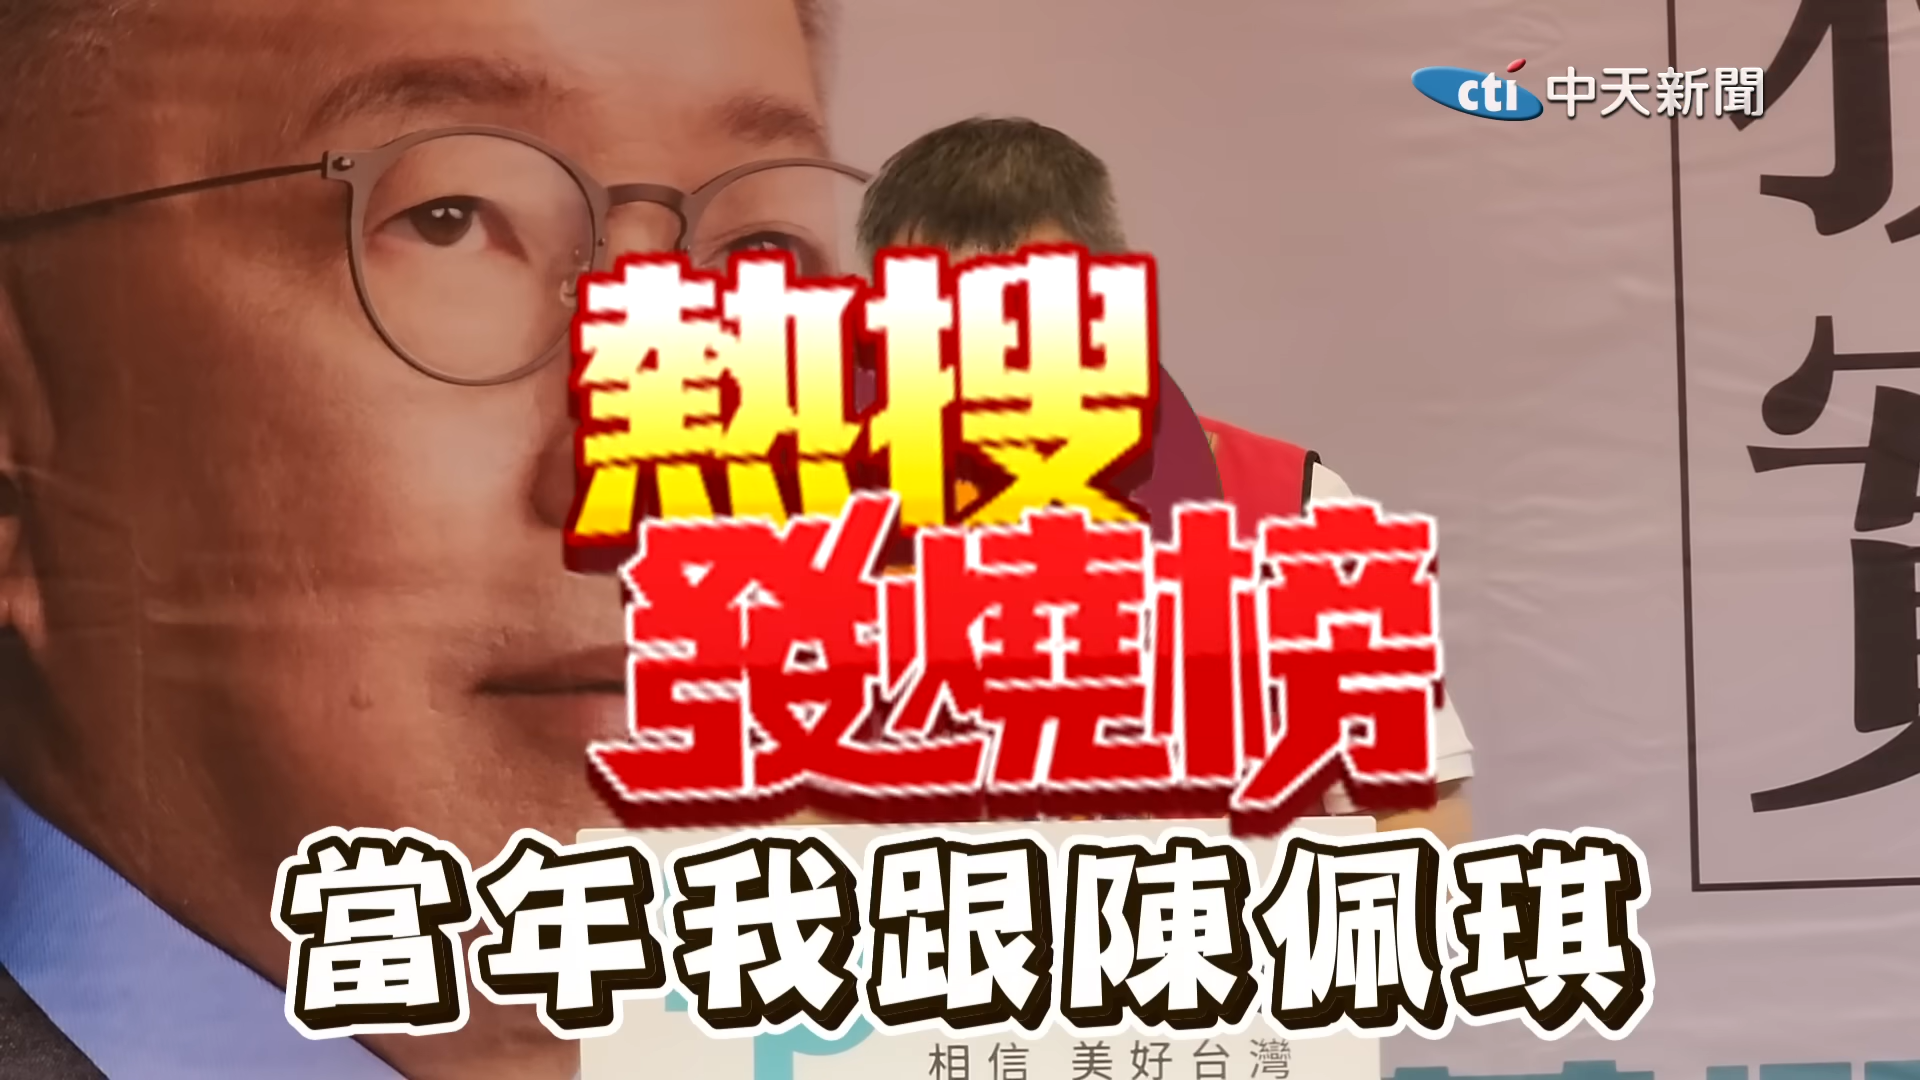 cti 中天新聞
熱搜
發燒榜
當年我跟陳佩琪
相信 美好台灣